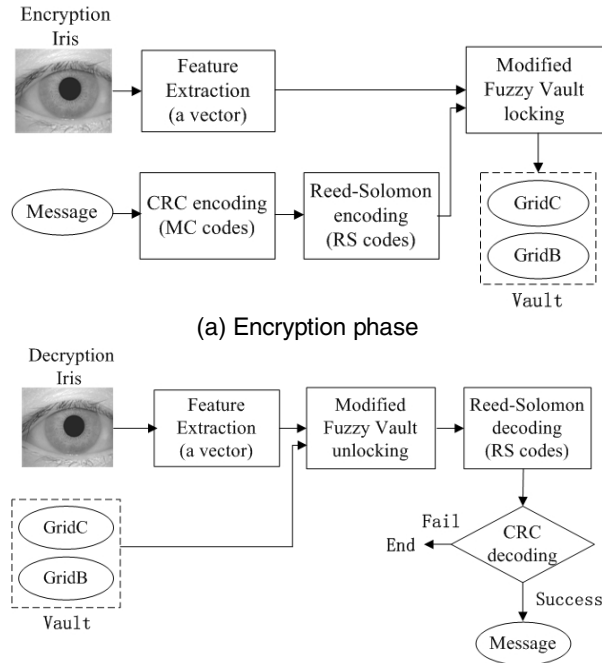 Encryption
Iris
Feature
Extraction
(a vector)
Modified
Fuzzy Vault
locking
Message
CRC encoding
(MC codes)
Reed-Solomon
encoding
(RS codes)
GridC
GridB
Vault
(a) Encryption phase
Decryption
Iris
Feature
Extraction
(a vector)
Modified
Fuzzy Vault
unlocking
Reed-Solomon
decoding
(RS codes)
GridC
GridB
Vault
Fail
End
CRC
decoding
Success
Message